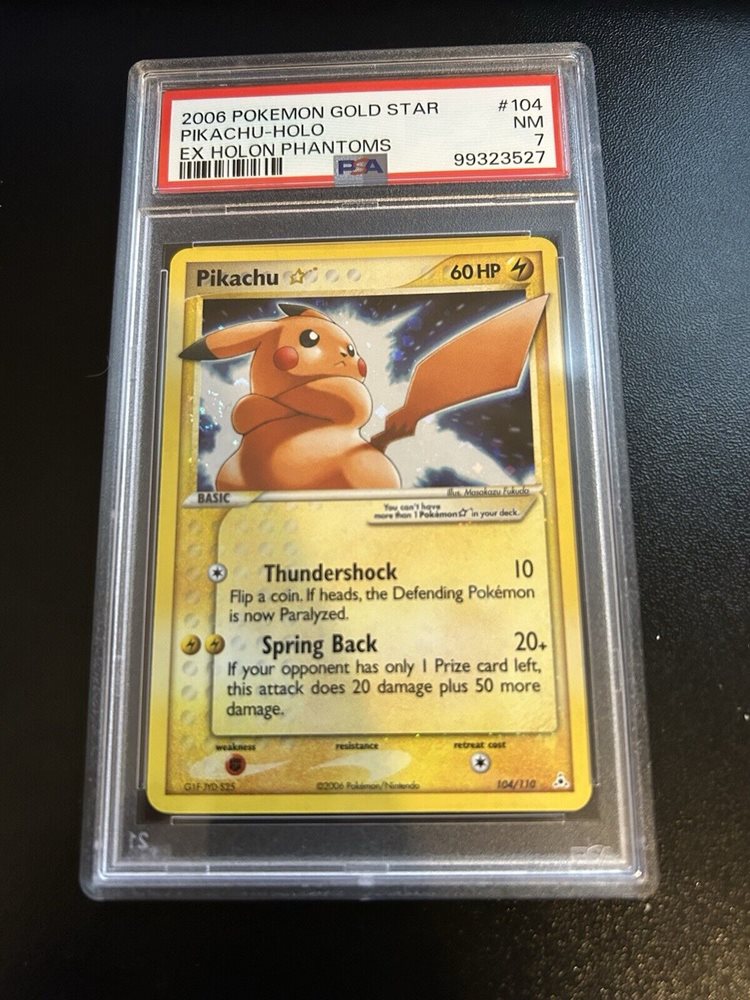 2006 POKEMON GOLD STAR #104
PIKACHU-HOLO NM
EX HOLON PHANTOMS 7
PSA 99323527
Pikachu ☆ 60 HP
BASIC Illus. Masakazu Fukuda
You can't have
more than 1 Pokémon☆ in your deck.
Thundershock 10
Flip a coin. If heads, the Defending Pokémon
is now Paralyzed.
Spring Back 20+
If your opponent has only 1 Prize card left,
this attack does 20 damage plus 50 more
damage.
weakness resistance retreat cost
©2006 Pokémon/Nintendo 104/110